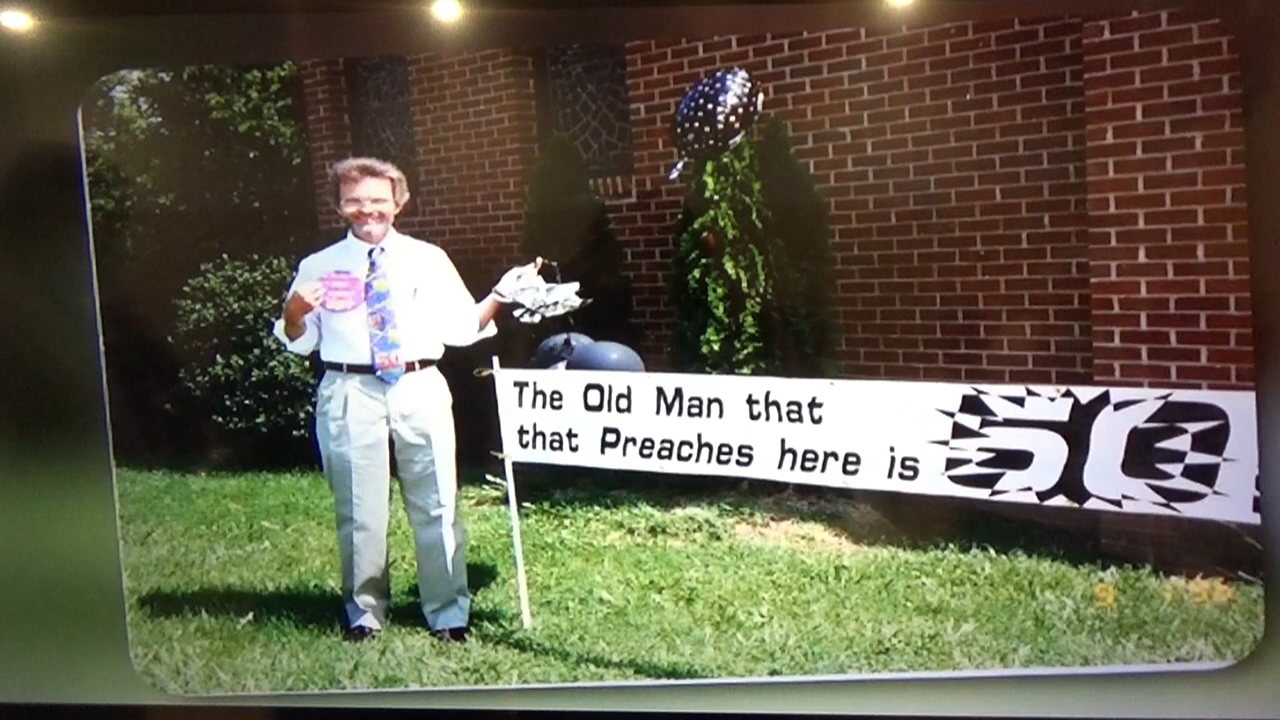 The Old Man that
that Preaches here is
50